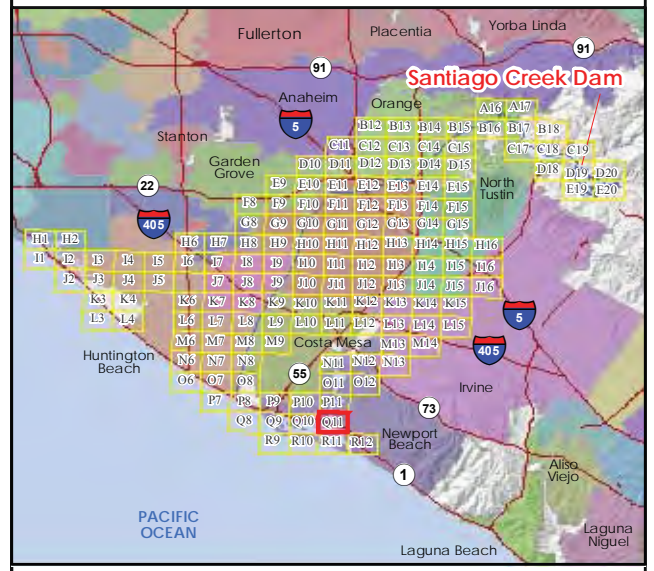 Yorba Linda
Fullerton
Placentia
91
91
Santiago Creek Dam
Anaheim
Orange
A16 A17
5
B12 B13 B14 B15 B16 B17 B18
Stanton
C11 C12 C13 C14 C15 C17 C18 C19
Garden
Grove
D10 D11 D12 D13 D14 D15 D18 D19 D20
22
E9 E10 E11 E12 E13 E14 E15 E19 E20
North
Tustin
F8 F9 F10 F11 F12 F13 F14 F15
405
G8 G9 G10 G11 G12 G13 G14 G15
H1 H2 H6 H7 H8 H9 H10 H11 H12 H13 H14 H15 H16
I1 I2 I3 I4 I5 I6 I7 I8 I9 I10 I11 I12 I13 I14 I15 I16
J2 J3 J4 J5 J7 J8 J9 J10 J11 J12 J13 J14 J15 J16
K3 K4 K6 K7 K8 K9 K10 K11 K12 K13 K14 K15
L3 L4 L6 L7 L8 L9 L10 L11 L12 L13 L14 L15
5
M6 M7 M8 M9 Costa Mesa M13 M14
405
Huntington
Beach
N6 N7 N8 N11 N12 N13
55
O6 O7 O8 O11 O12
Irvine
P7 P8 P9 P10 P11
73
Q8 Q9 Q10 Q11
Newport
Beach
R9 R10 R11 R12
1
Aliso
Viejo
PACIFIC
OCEAN
Laguna
Niguel
Laguna Beach